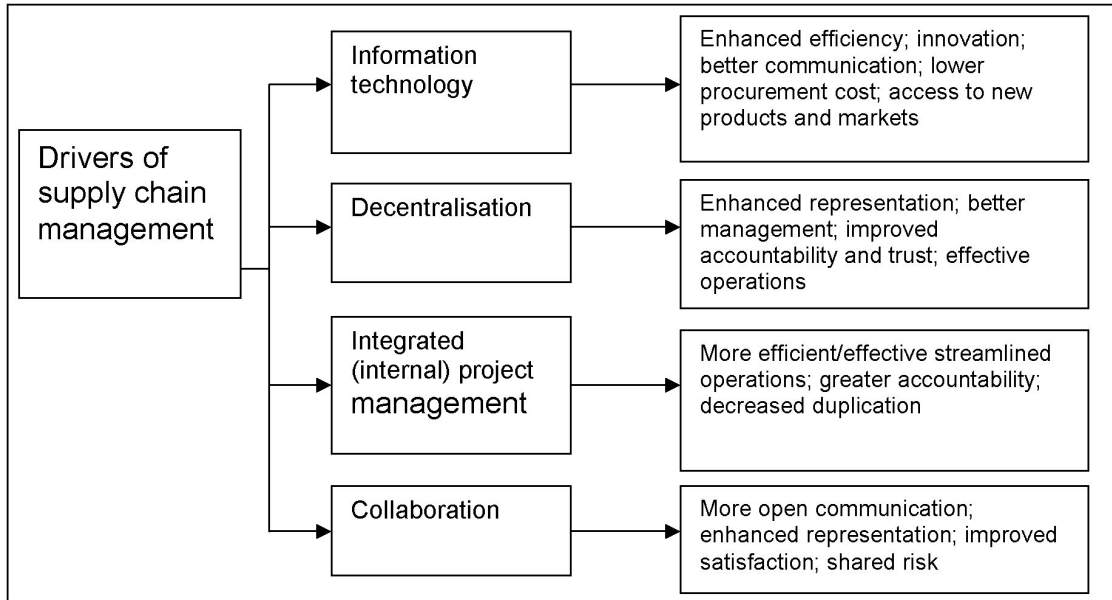 Drivers of
supply chain
management
Information
technology
Enhanced efficiency; innovation;
better communication; lower
procurement cost; access to new
products and markets
Decentralisation
Enhanced representation; better
management; improved
accountability and trust; effective
operations
Integrated
(internal) project
management
More efficient/effective streamlined
operations; greater accountability;
decreased duplication
Collaboration
More open communication;
enhanced representation; improved
satisfaction; shared risk